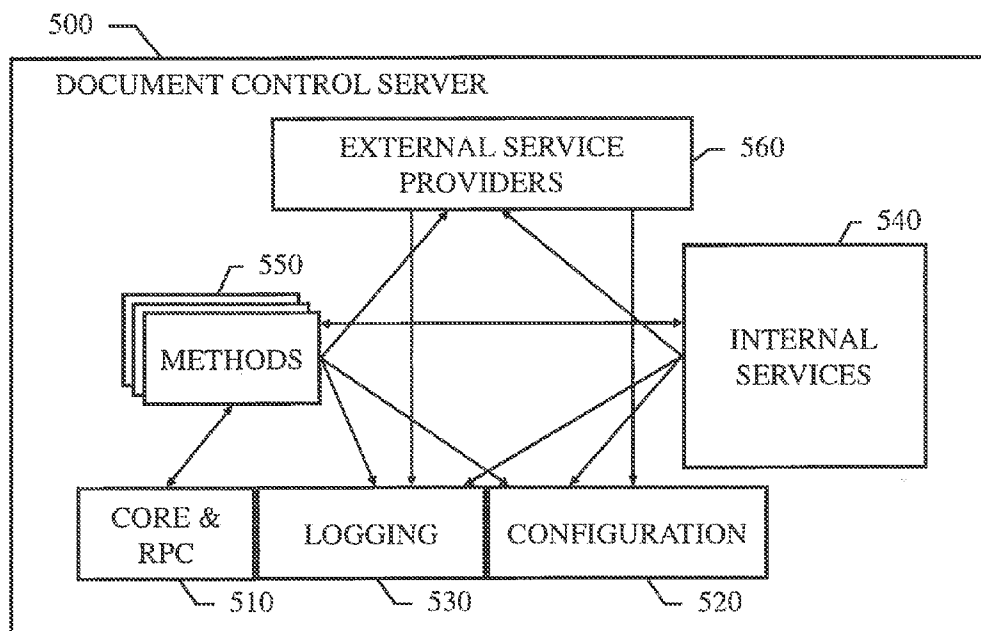 500
DOCUMENT CONTROL SERVER
EXTERNAL SERVICE
PROVIDERS
560
540
550
METHODS
INTERNAL
SERVICES
CORE &
RPC
LOGGING
CONFIGURATION
510
530
520